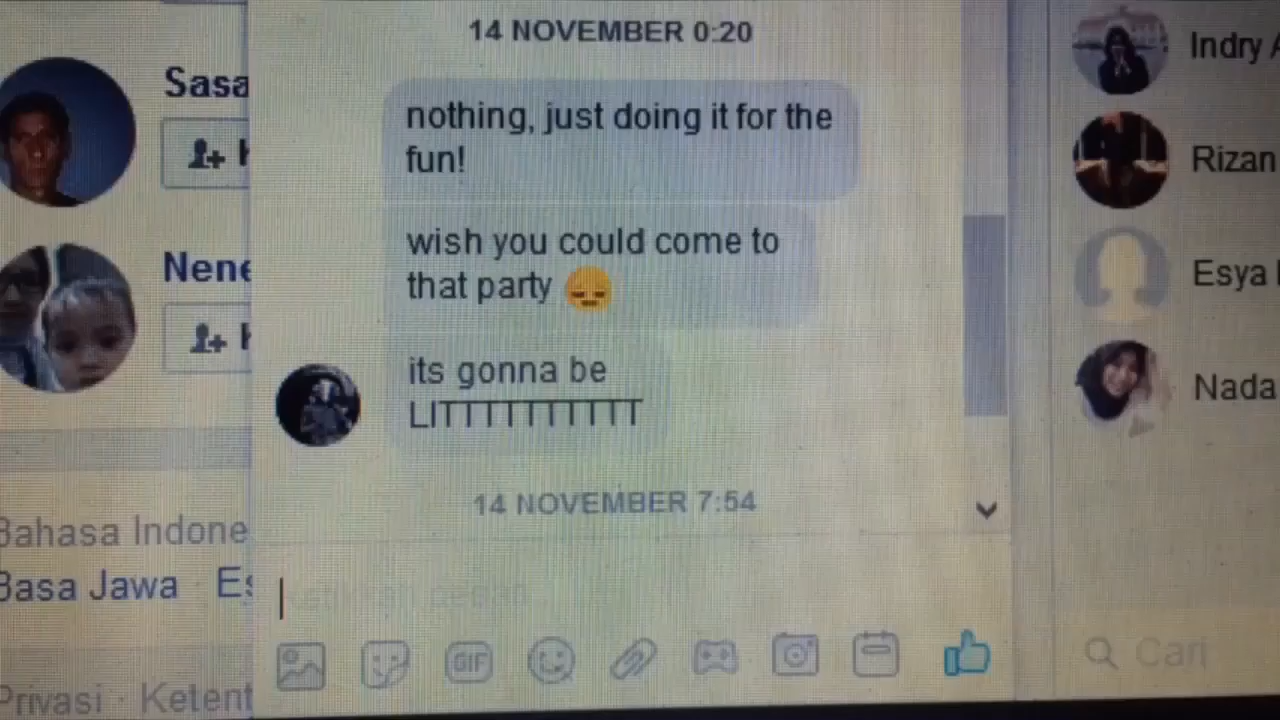 14 NOVEMBER 0:20
nothing, just doing it for the
fun!
wish you could come to
that party
its gonna be
LITTTTTTTTTT
14 NOVEMBER 7:54
GIF
Sasa
Nene
Bahasa Indone
Basa Jawa · Es
Privasi · Ketent
Indry A
Rizan
Esya
Nada
Cari